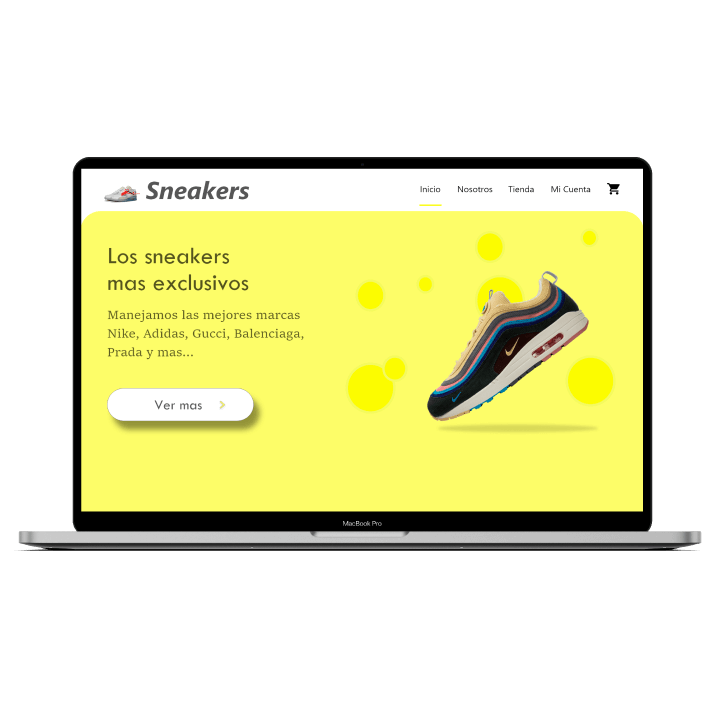 Sneakers
Inicio Nosotros Tienda Mi Cuenta
Los sneakers
mas exclusivos
Manejamos las mejores marcas
Nike, Adidas, Gucci, Balenciaga,
Prada y mas...
Ver mas
MacBook Pro